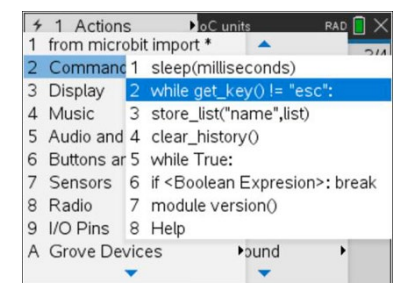 1 Actions
oC units RAD
1 from microbit import *
2 Command
1 sleep(milliseconds)
2 while get_key() != "esc":
3 Display
3 store_list("name",list)
4 Music
4 clear_history()
5 Audio and
5 while True:
6 Buttons an
6 if <Boolean Expresion>: break
7 Sensors
7 module version()
8 Radio
8 Help
9 I/O Pins
A Grove Devices
ound